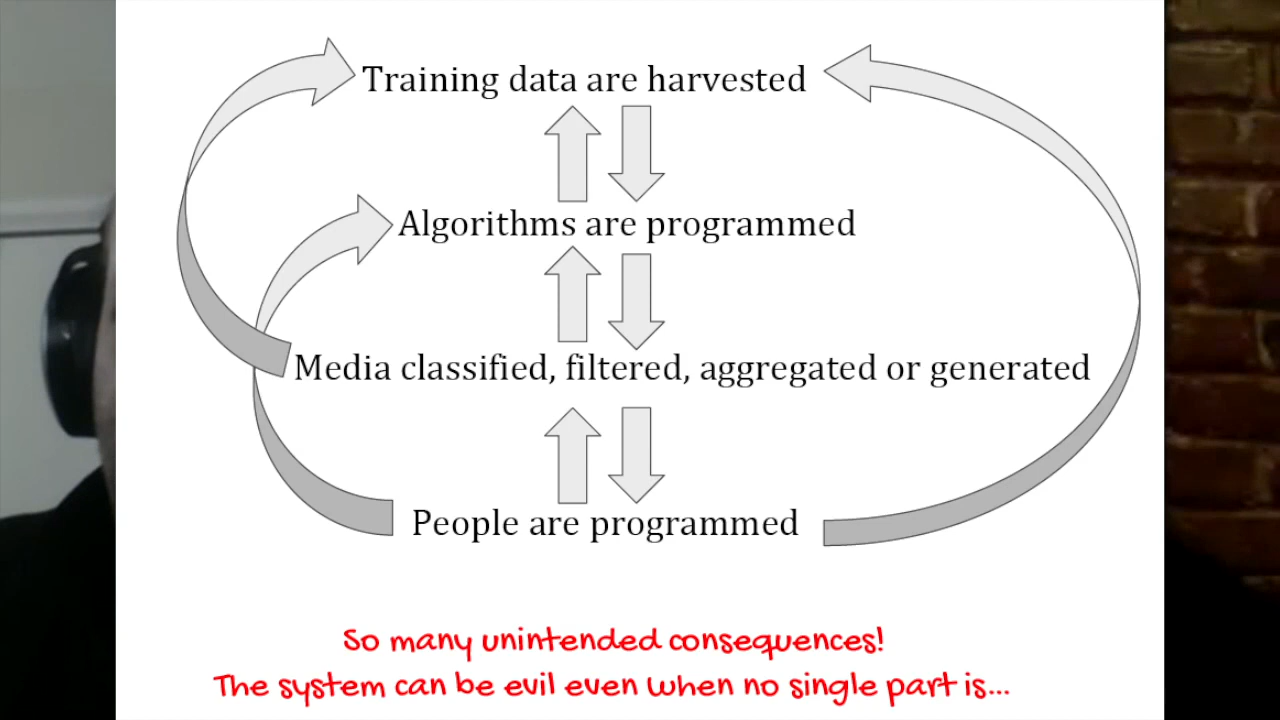 Training data are harvested
Algorithms are programmed
Media classified, filtered, aggregated or generated
People are programmed
So many unintended consequences!
The system can be evil even when no single part is...